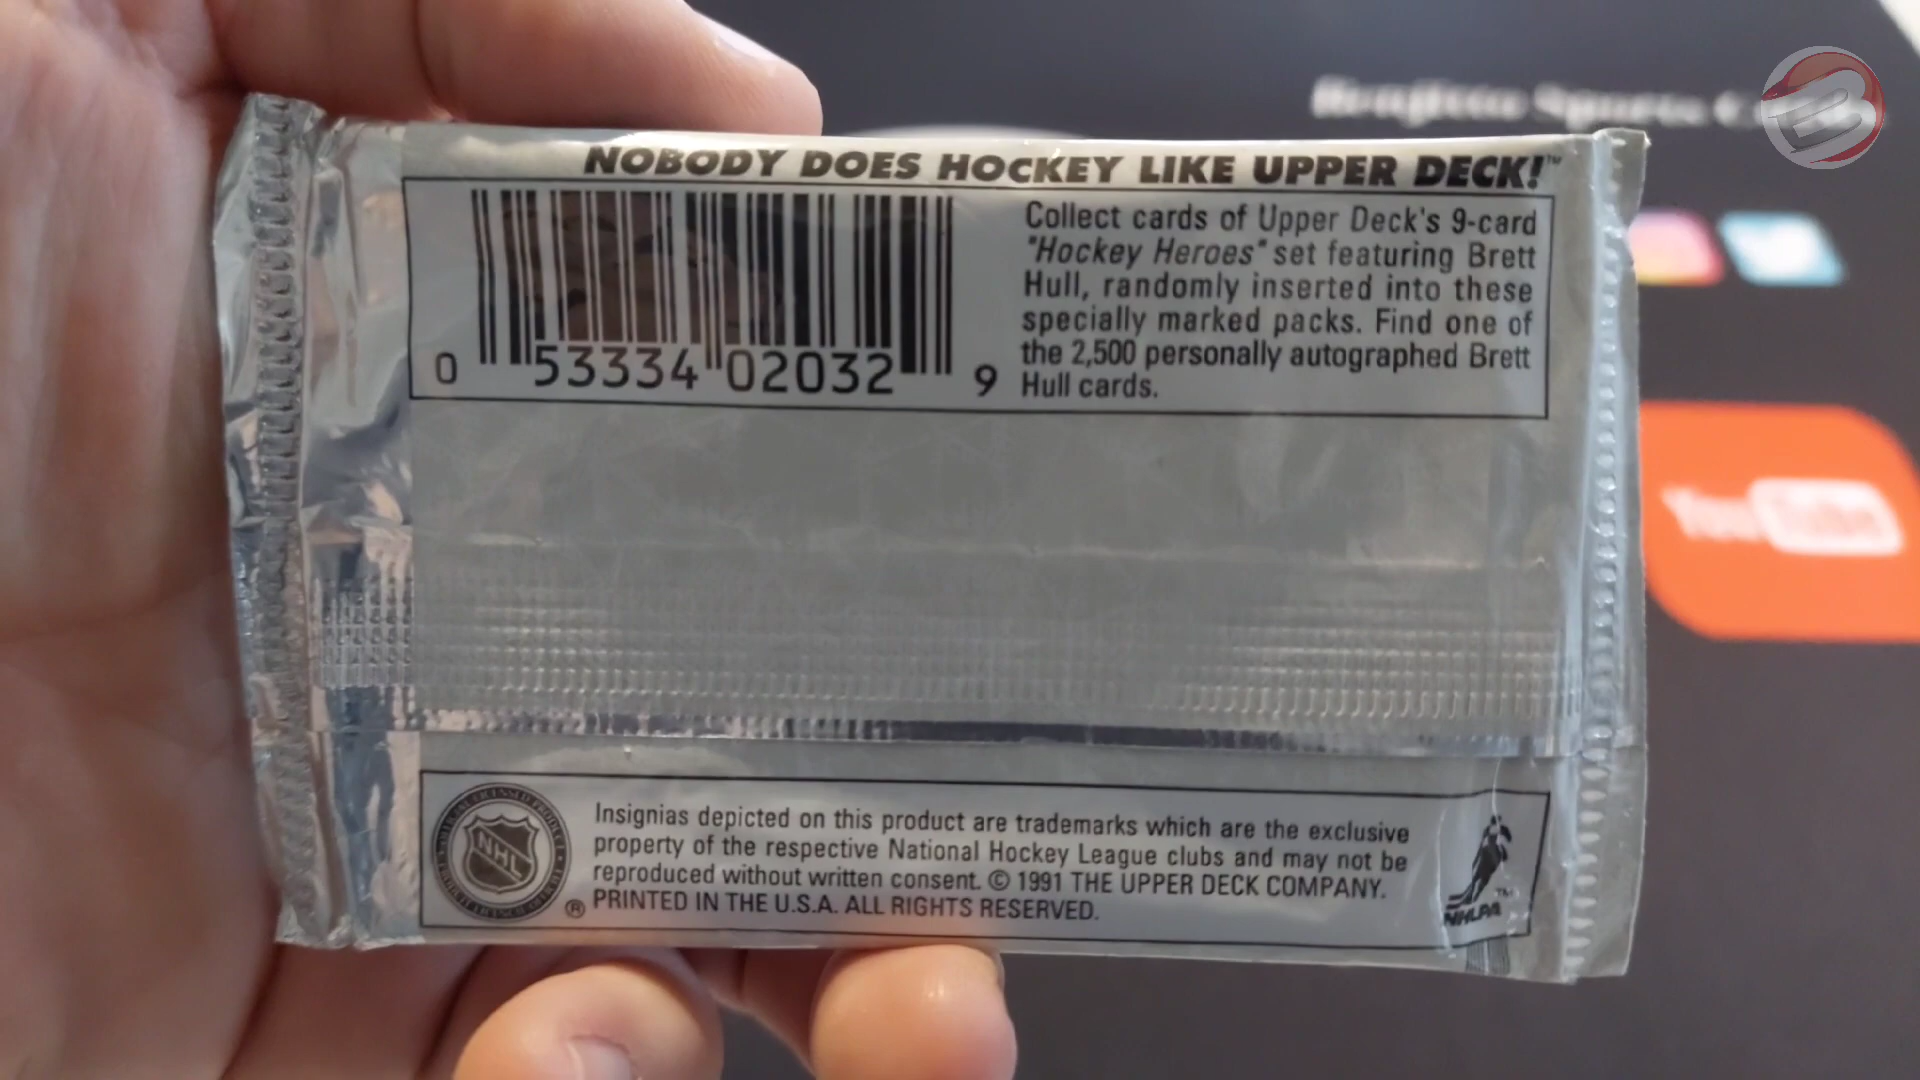 NOBODY DOES HOCKEY LIKE UPPER DECK!™
Collect cards of Upper Deck's 9-card
"Hockey Heroes" set featuring Brett
Hull, randomly inserted into these
specially marked packs. Find one of
the 2,500 personally autographed Brett
Hull cards.
0 53334 02032 9
NHL
®
Insignias depicted on this product are trademarks which are the exclusive
property of the respective National Hockey League clubs and may not be
reproduced without written consent. © 1991 THE UPPER DECK COMPANY.
PRINTED IN THE U.S.A. ALL RIGHTS RESERVED.
™
NHLPA
B
YouTube